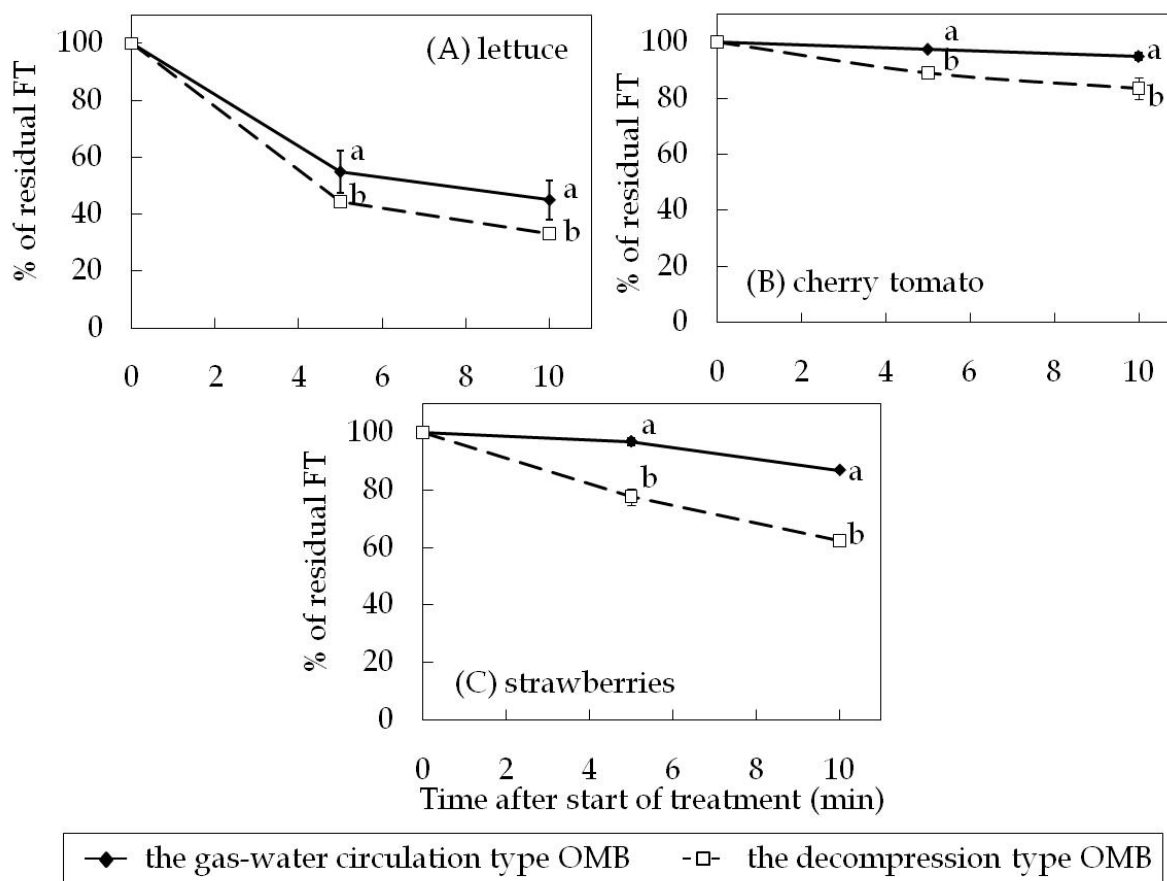 % of residual FT
100
80
60
40
20
0
(A) lettuce
a
b
a
b
0 2 4 6 8 10
% of residual FT
100
80
60
40
20
0
a
b
a
b
(B) cherry tomato
0 2 4 6 8 10
% of residual FT
100
80
60
40
20
0
a
b
a
b
(C) strawberries
0 2 4 6 8 10
Time after start of treatment (min)
the gas-water circulation type OMB the decompression type OMB